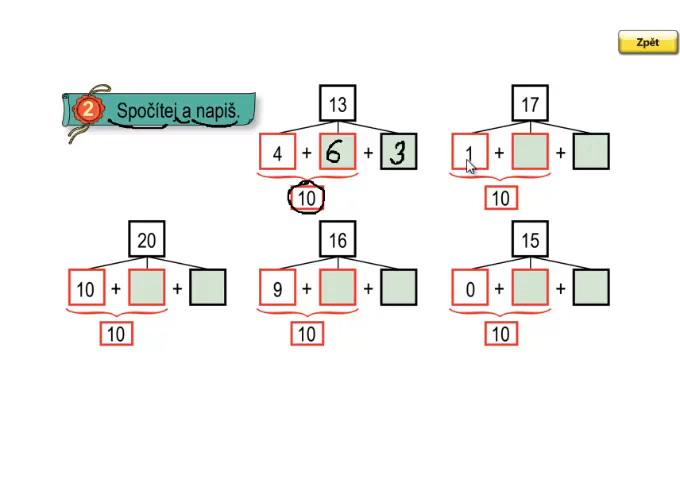 Zpět
2 Spočítej a napiš.
13
4 + 6 + 3
10
17
1 + +
10
20
10 + +
10
16
9 + +
10
15
0 + +
10